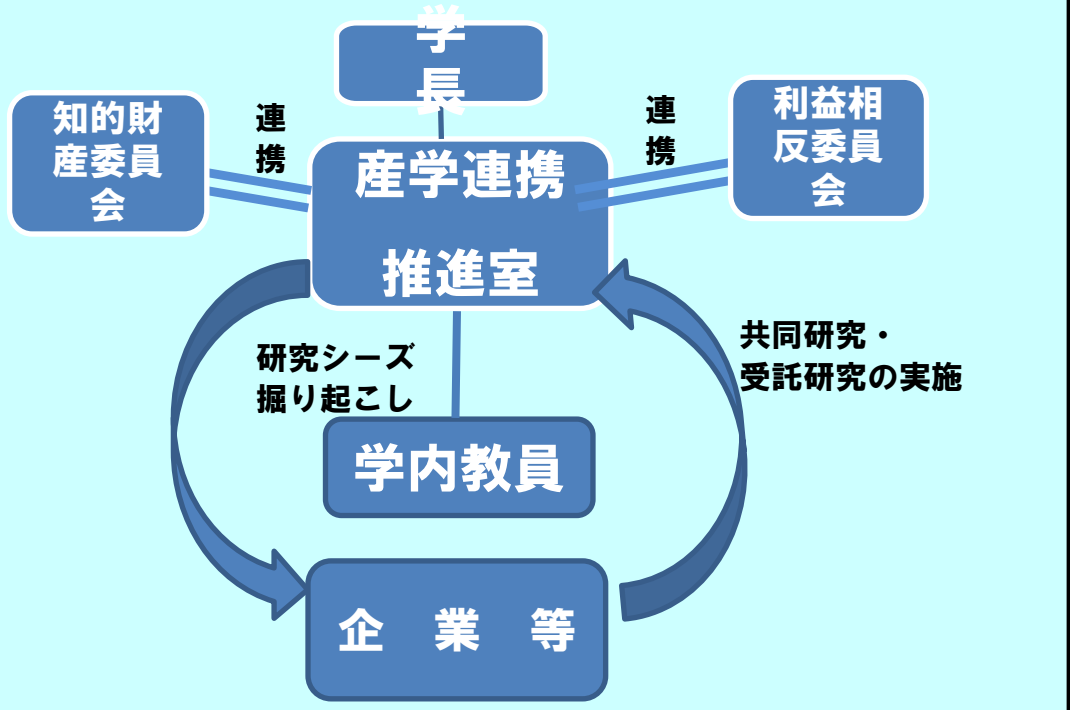 学
長
知的財
産委員
会
連
携
連
携
利益相
反委員
会
産学連携
推進室
研究シーズ
掘り起こし
共同研究・
受託研究の実施
学内教員
企　業　等